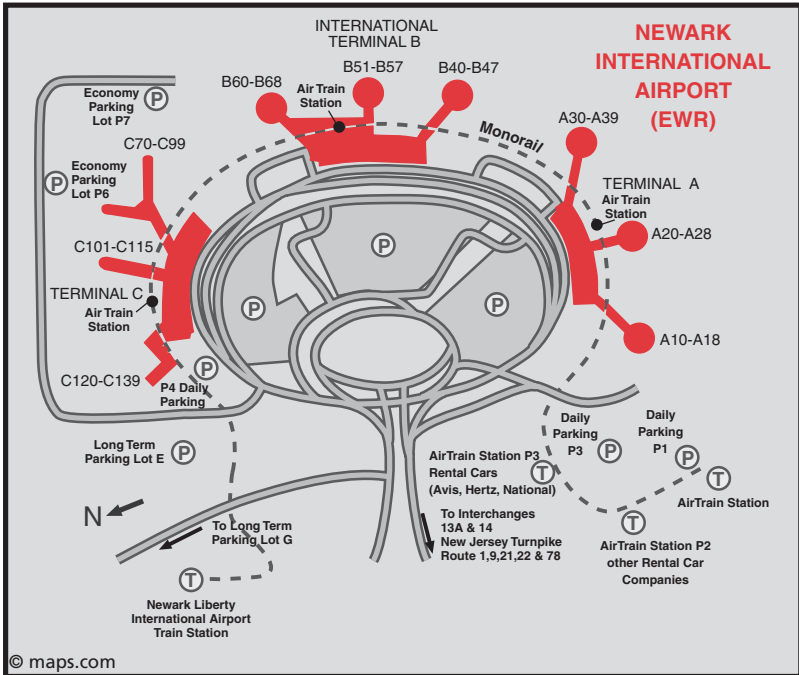 NEWARK
INTERNATIONAL
AIRPORT
(EWR)
INTERNATIONAL
TERMINAL B
B60-B68
B51-B57
B40-B47
Air Train
Station
Monorail
A30-A39
TERMINAL A
Air Train
Station
A20-A28
A10-A18
Economy
Parking
Lot P7
P
C70-C99
P
Economy
Parking
Lot P6
C101-C115
TERMINAL C
Air Train
Station
C120-C139
P
P
P
P
P4 Daily
Parking
Long Term
Parking Lot E
P
N
To Long Term
Parking Lot G
T
Newark Liberty
International Airport
Train Station
AirTrain Station P3
Rental Cars
(Avis, Hertz, National)
T
To Interchanges
13A & 14
New Jersey Turnpike
Route 1,9,21,22 & 78
Daily
Parking
P3
P
Daily
Parking
P1
P
T
AirTrain Station
T
AirTrain Station P2
other Rental Car
Companies
© maps.com